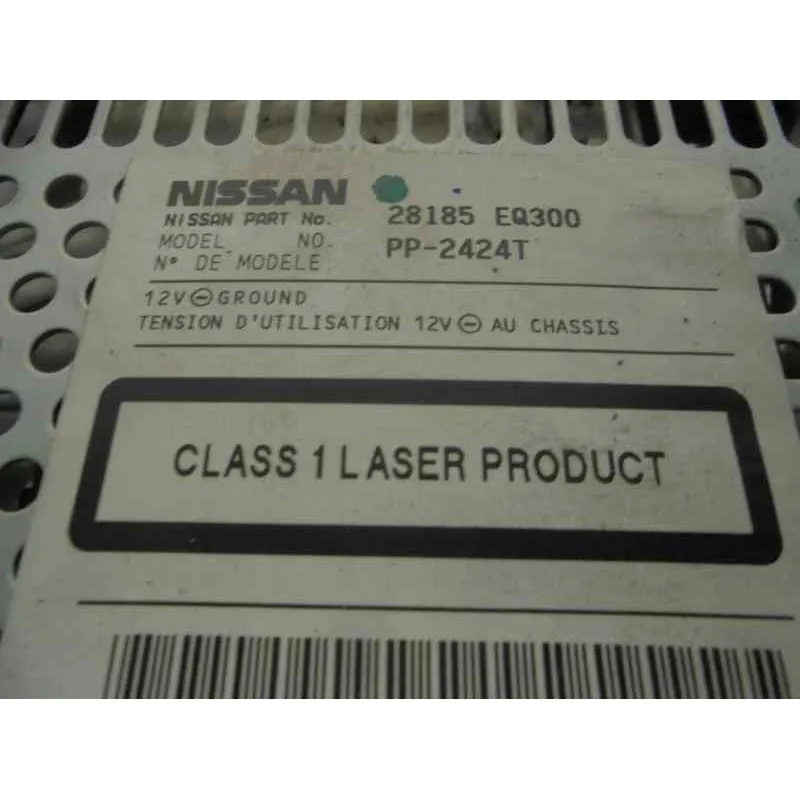 NISSAN
NISSAN PART No. 28185 EQ300
MODEL NO. PP-2424T
N° DE MODELE
12V ⊖ GROUND
TENSION D'UTILISATION 12V ⊖ AU CHASSIS
CLASS 1 LASER PRODUCT